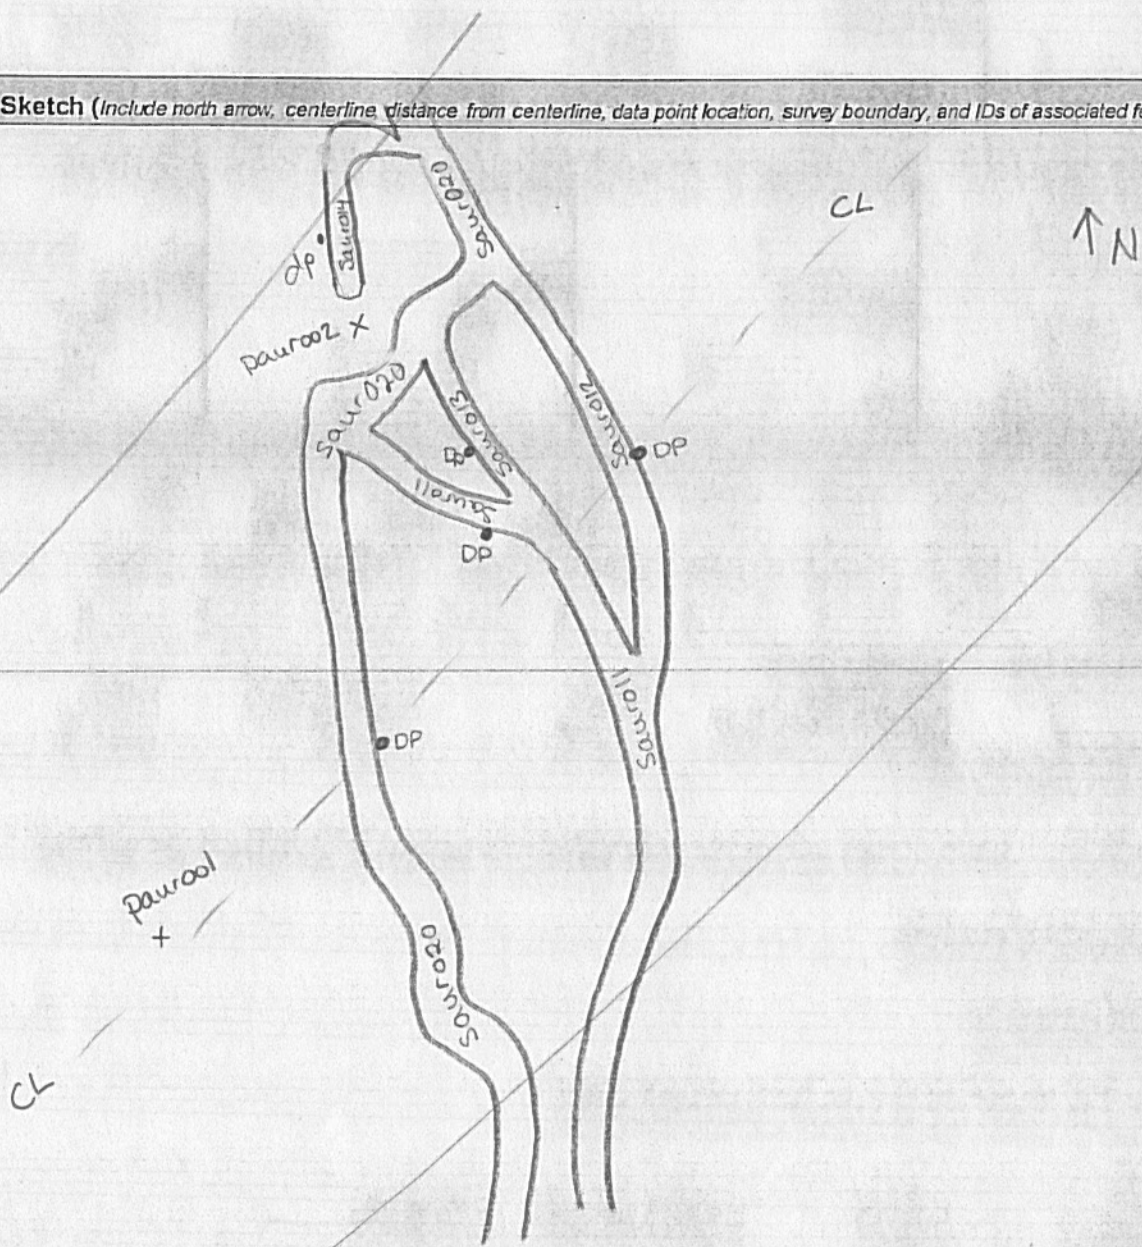 Sketch (Include north arrow, centerline, distance from centerline, data point location, survey boundary, and IDs of associated
saur020
CL
↑ N
saur014
dp
paur002 X
saur020
saur013
saur012
DP
DP
saur011
DP
saur011
DP
paur001
+
saur020
CL